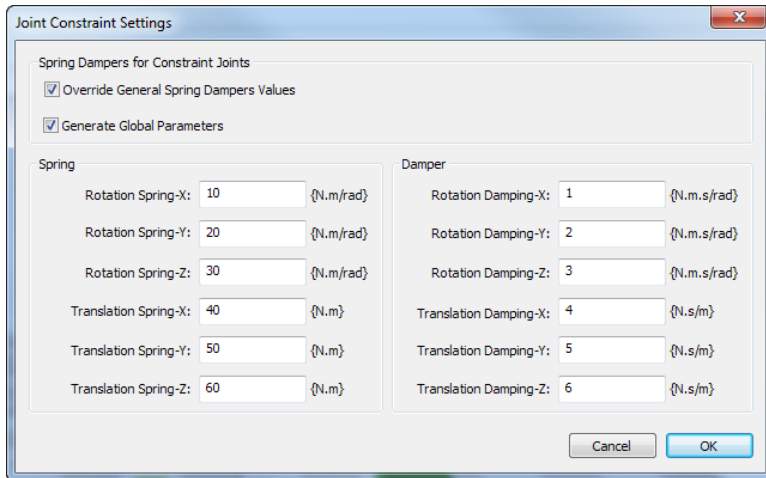 Joint Constraint Settings
Spring Dampers for Constraint Joints
Override General Spring Dampers Values
Generate Global Parameters
Spring
Rotation Spring-X: 10 {N.m/rad}
Rotation Spring-Y: 20 {N.m/rad}
Rotation Spring-Z: 30 {N.m/rad}
Translation Spring-X: 40 {N.m}
Translation Spring-Y: 50 {N.m}
Translation Spring-Z: 60 {N.m}
Damper
Rotation Damping-X: 1 {N.m.s/rad}
Rotation Damping-Y: 2 {N.m.s/rad}
Rotation Damping-Z: 3 {N.m.s/rad}
Translation Damping-X: 4 {N.s/m}
Translation Damping-Y: 5 {N.s/m}
Translation Damping-Z: 6 {N.s/m}
Cancel OK